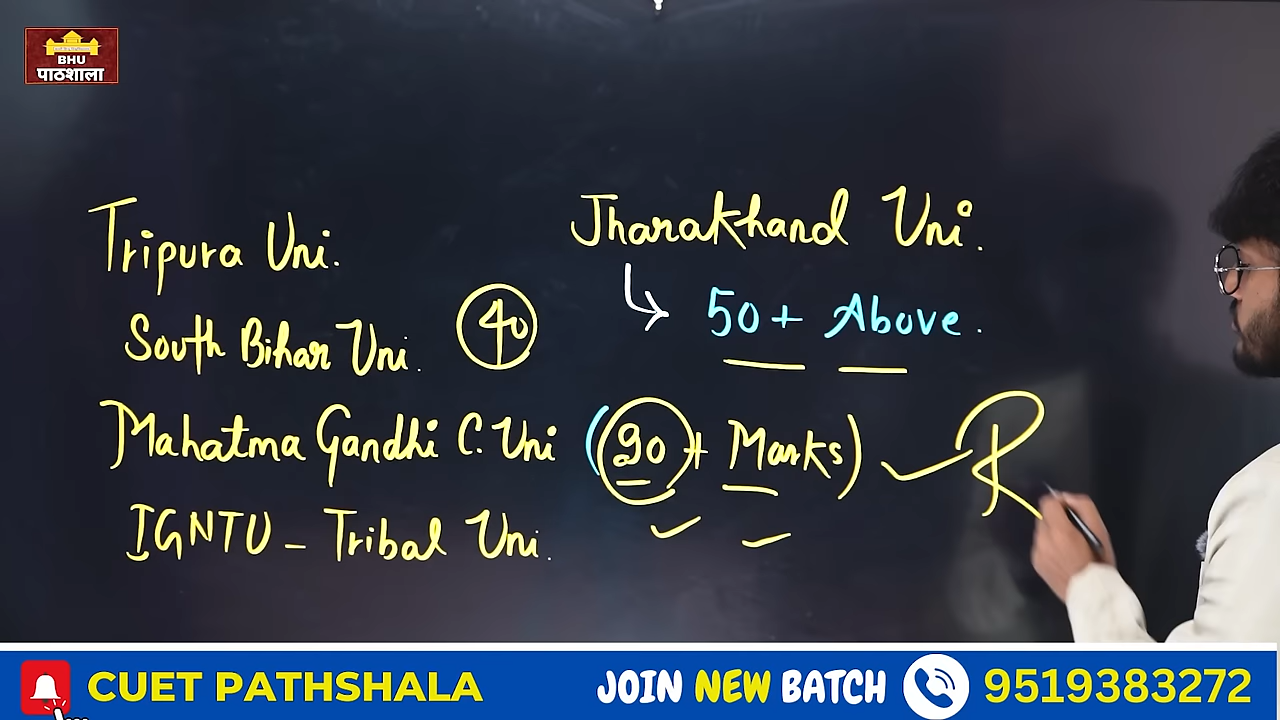 BHU
पाठशाला
Tripura Uni.
South Bihar Uni.
40
Mahatma Gandhi C. Uni
IGNTU - Tribal Uni.
Jharakhand Uni.
50+ Above.
(20+ Marks)
R
CUET PATHSHALA
JOIN NEW BATCH
9519383272